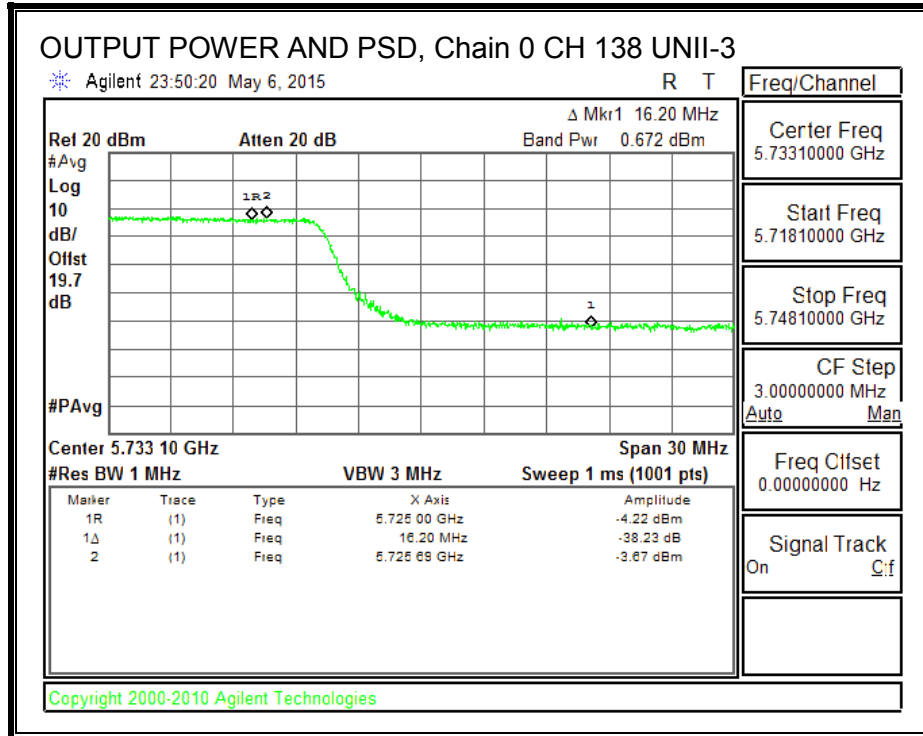 OUTPUT POWER AND PSD, Chain 0 CH 138 UNII-3
Agilent 23:50:20 May 6, 2015 R T
Δ Mkr1 16.20 MHz
Ref 20 dBm Atten 20 dB Band Pwr 0.672 dBm
#Avg
Log
10
dB/
Offst
19.7
dB
1R 2
1
#PAvg
Center 5.733 10 GHz Span 30 MHz
#Res BW 1 MHz VBW 3 MHz Sweep 1 ms (1001 pts)
Marker Trace Type X Axis Amplitude
1R (1) Freq 5.725 00 GHz -4.22 dBm
1Δ (1) Freq 16.20 MHz -38.23 dB
2 (1) Freq 5.725 69 GHz -3.67 dBm
Freq/Channel
Center Freq
5.73310000 GHz
Start Freq
5.71810000 GHz
Stop Freq
5.74810000 GHz
CF Step
3.00000000 MHz
Auto Man
Freq Offset
0.00000000 Hz
Signal Track
On Off
Copyright 2000-2010 Agilent Technologies